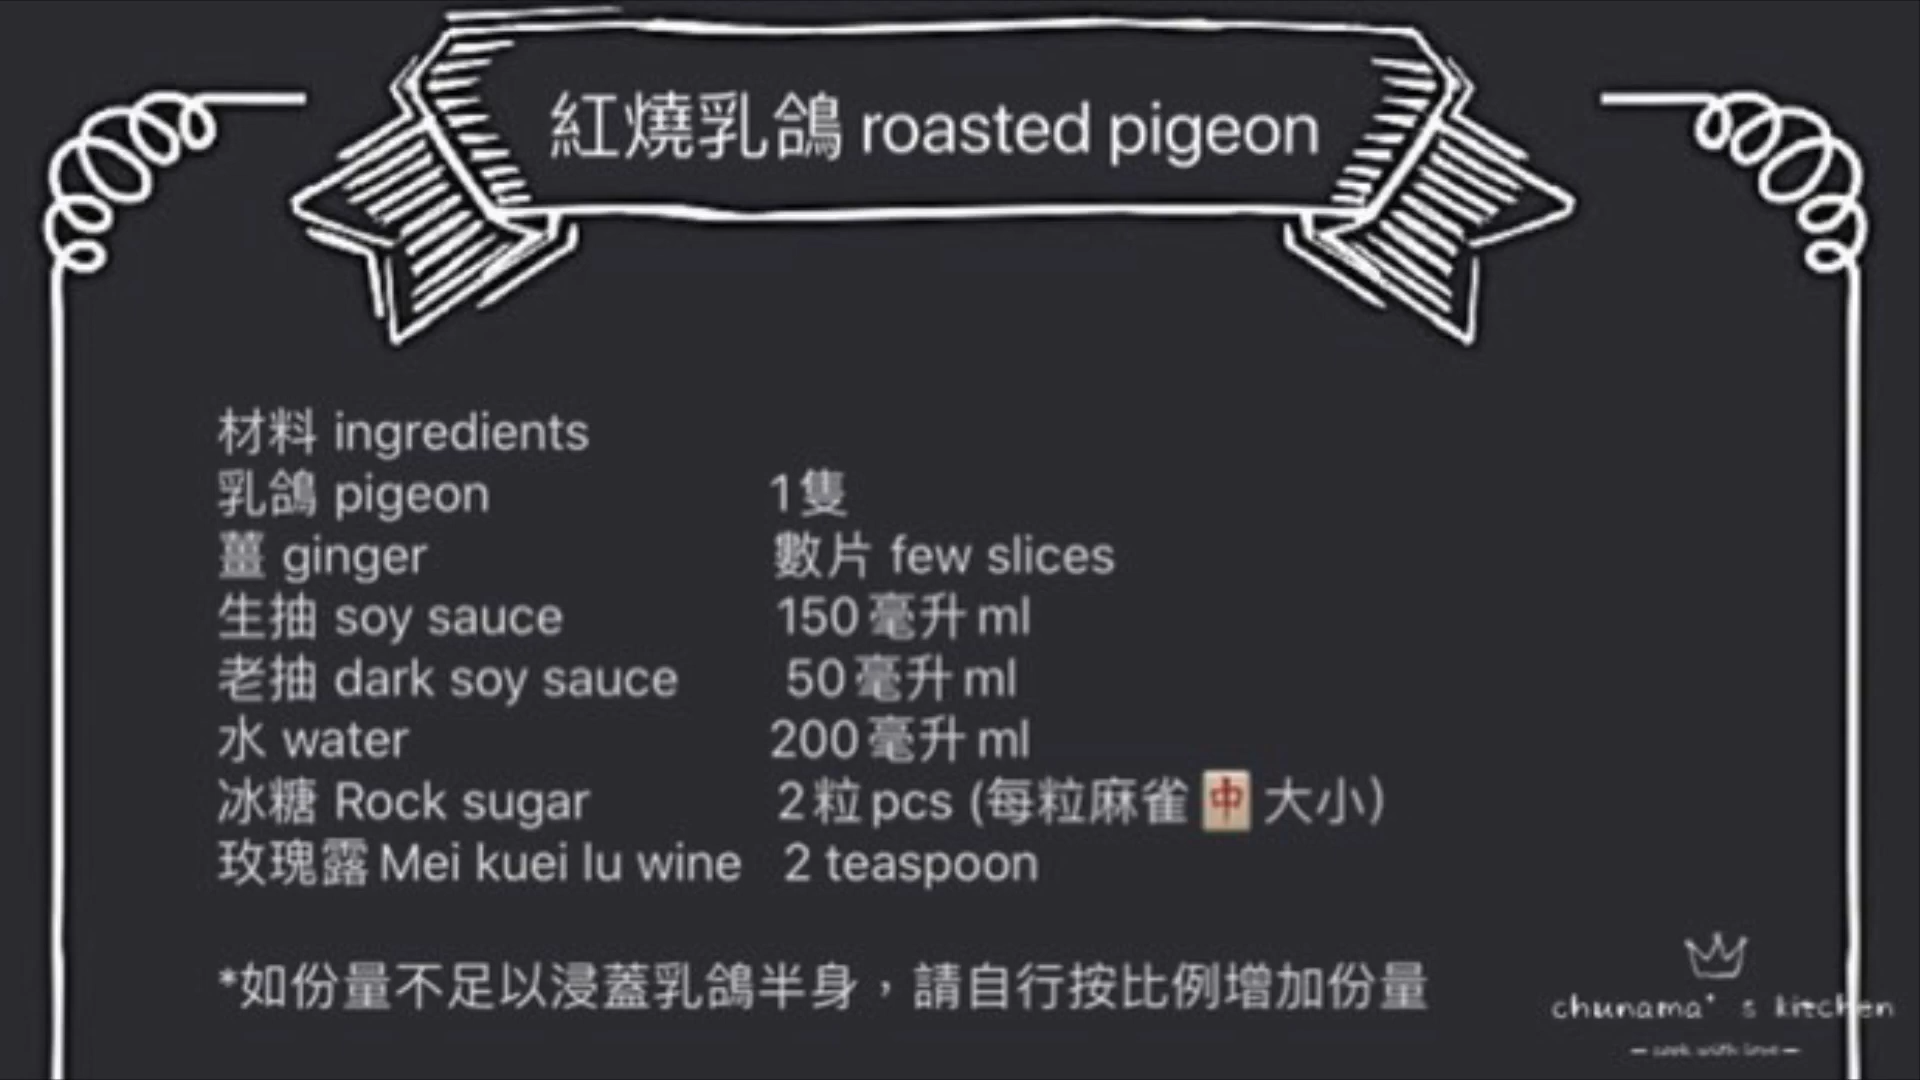 紅燒乳鴿 roasted pigeon
材料 ingredients
乳鴿 pigeon 1隻
薑 ginger 數片 few slices
生抽 soy sauce 150毫升 ml
老抽 dark soy sauce 50毫升 ml
水 water 200毫升 ml
冰糖 Rock sugar 2粒 pcs (每粒麻雀🀄大小)
玫瑰露 Mei kuei lu wine 2 teaspoon
*如份量不足以浸蓋乳鴿半身，請自行按比例增加份量
chunama' s kitchen
— cook with love —